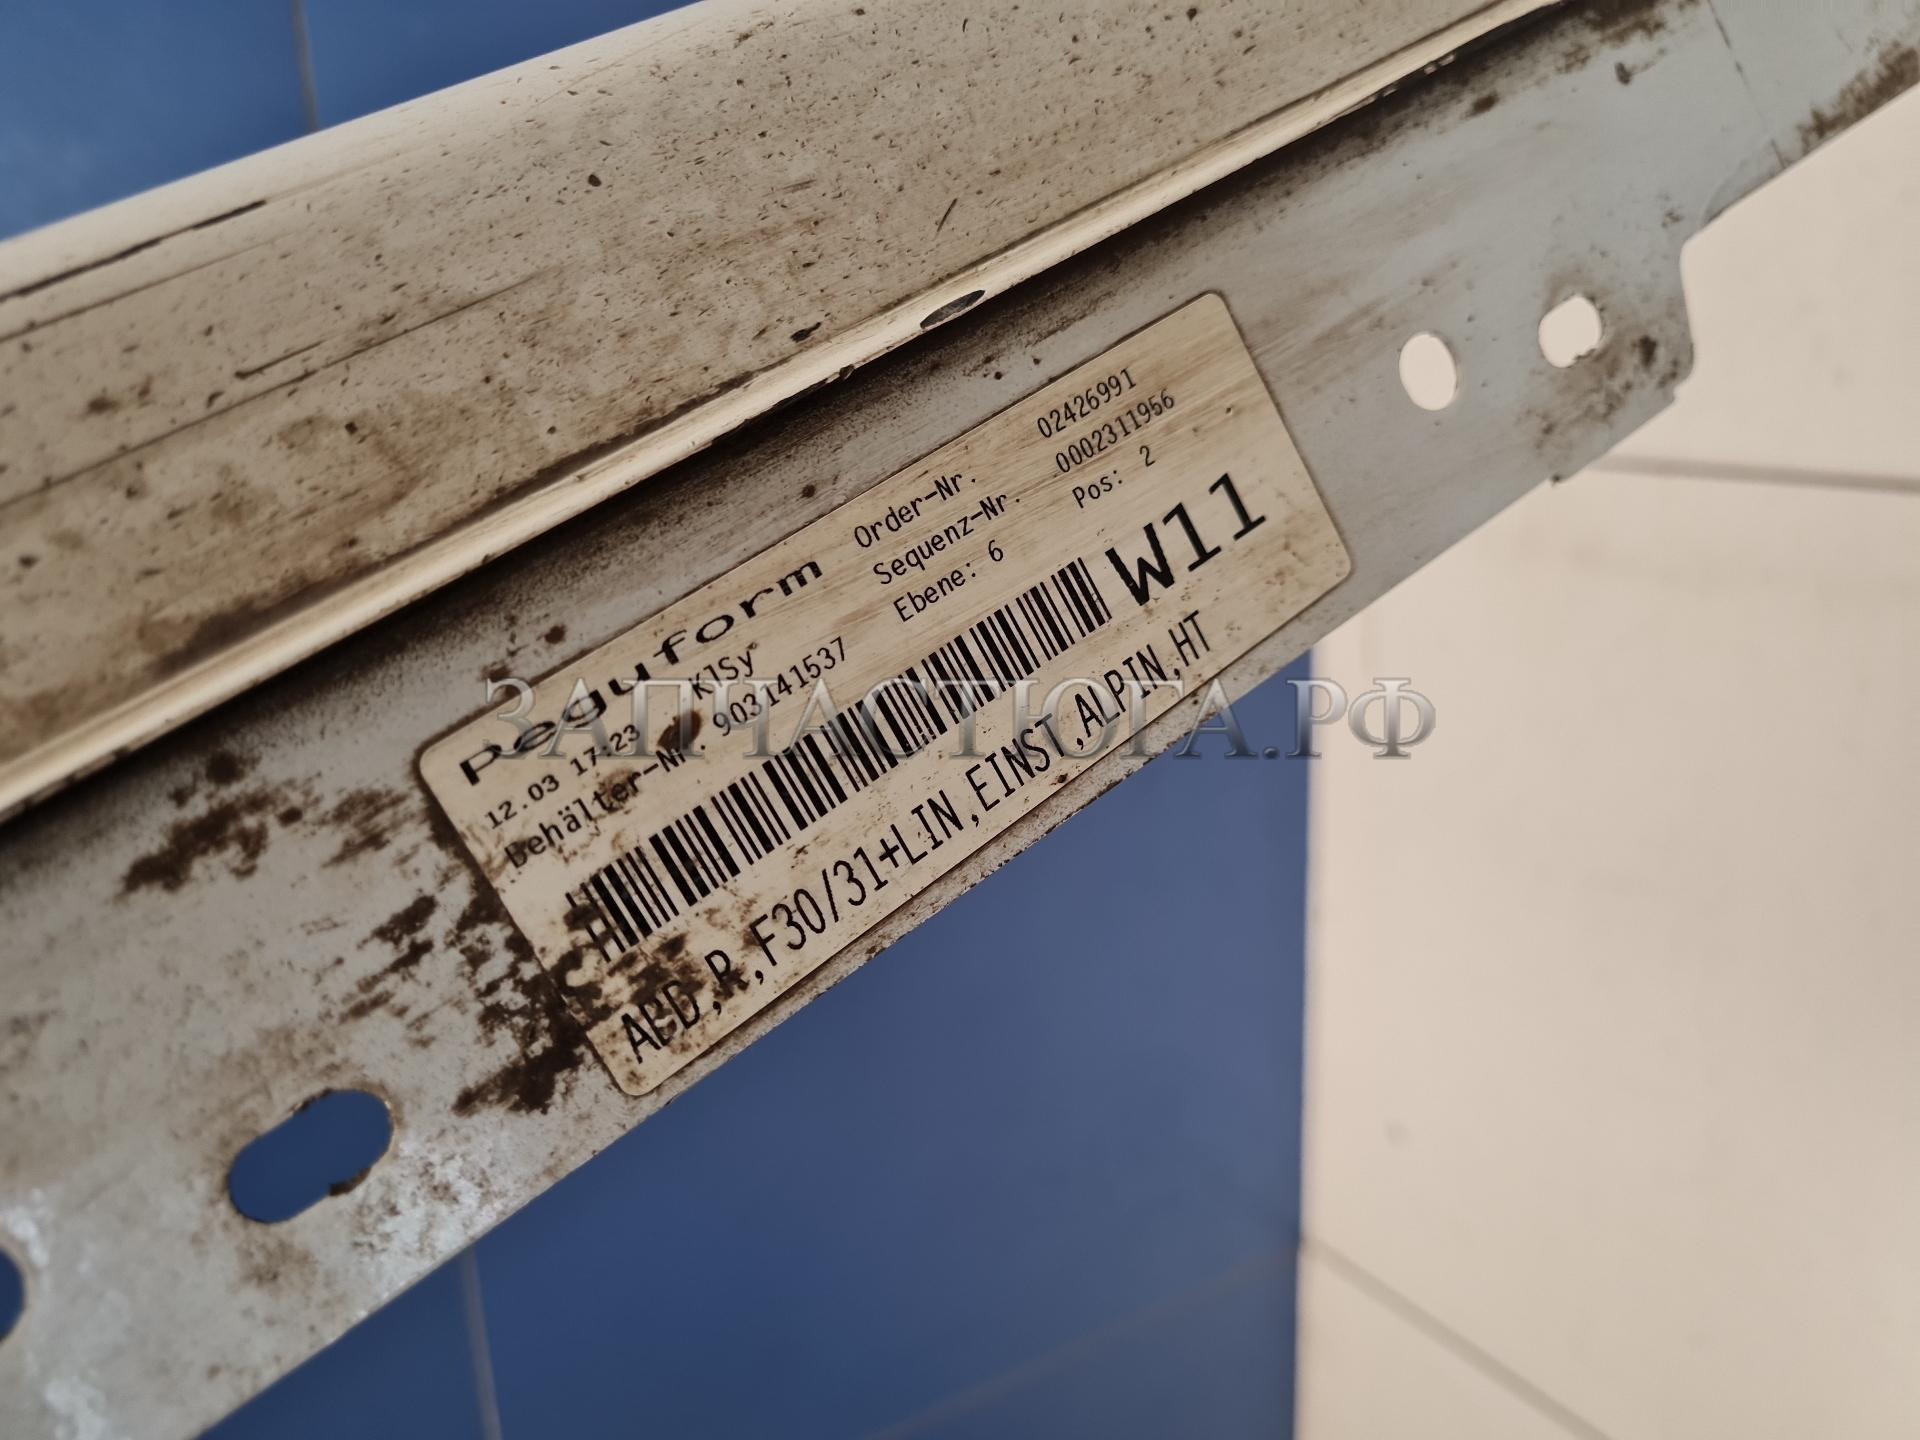 peguform
Order-Nr. 02426991
12.03 17:23 KlSy
Sequenz-Nr. 0002311956
Behälter-Nr. 903141537
Ebene: 6 Pos: 2
W11
H
ABD,R,F30/31+LIN,EINST,ALPIN,HT
ЗАПЧАСТЮГА.РФ